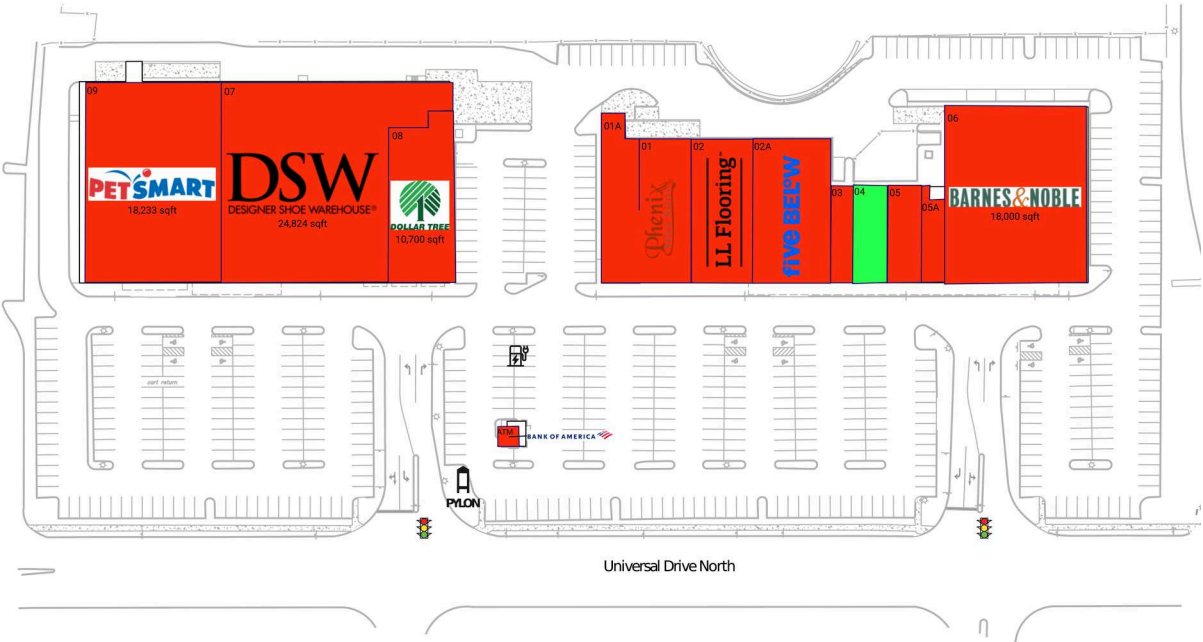 09
07
08
PETSMART
18,233 sqft
DSW
DESIGNER SHOE WAREHOUSE®
24,824 sqft
DOLLAR TREE
10,700 sqft
01A
01
02
02A
03
04
05
05A
06
Phenix
LL Flooring™
five BELOW
BARNES&NOBLE
18,000 sqft
cart return
ATM
BANK OF AMERICA
PYLON
Universal Drive North